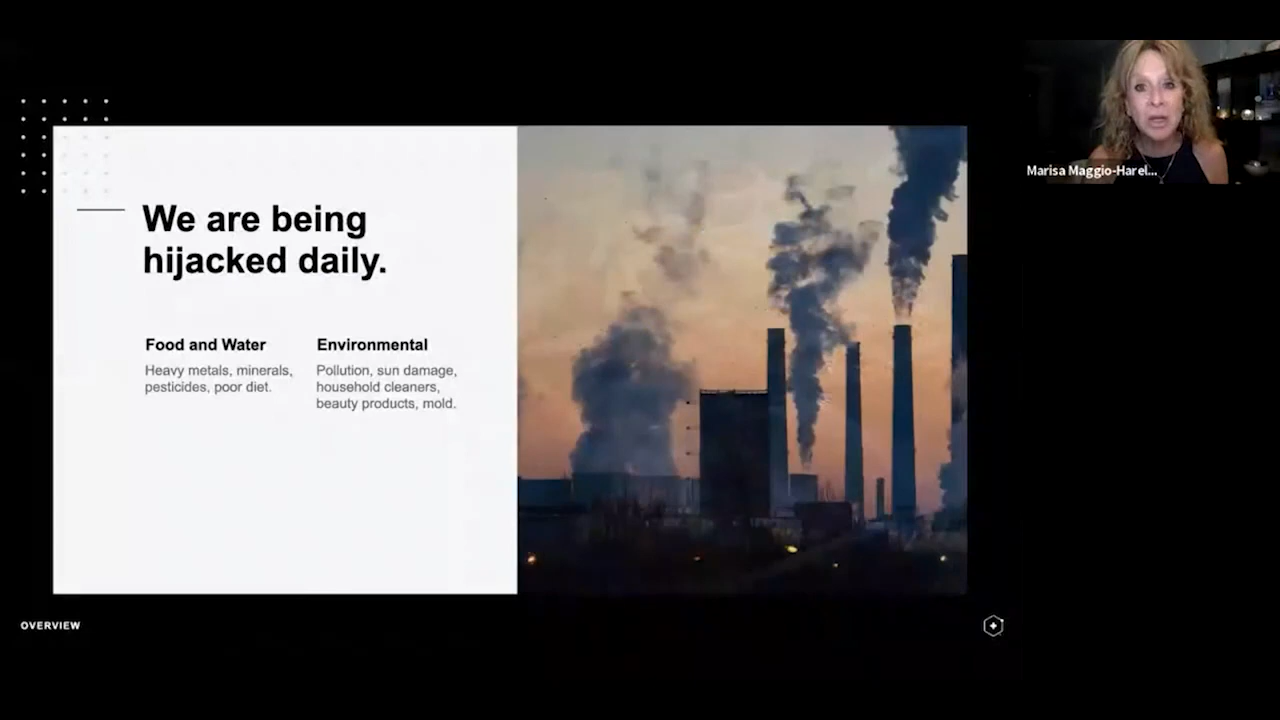 We are being
hijacked daily.
Food and Water
Heavy metals, minerals,
pesticides, poor diet.
Environmental
Pollution, sun damage,
household cleaners,
beauty products, mold.
OVERVIEW
Marisa Maggio-Harel...